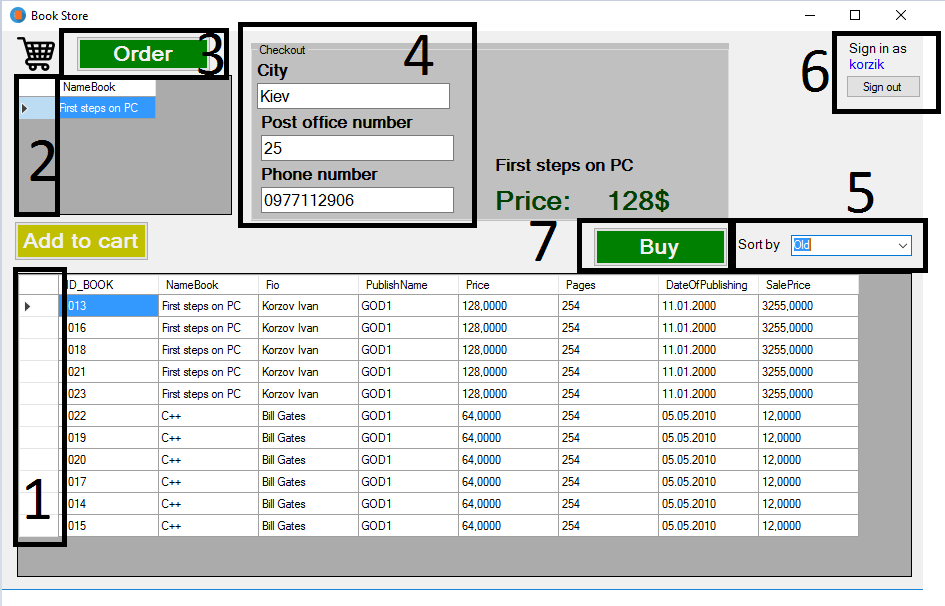 Book Store
Order
3
NameBook
First steps on PC
2
Add to cart
Checkout
4
City
Kiev
Post office number
25
Phone number
0977112906
First steps on PC
Price: 128$
6
Sign in as
korzik
Sign out
5
7
Buy
Sort by Old
ID_BOOK NameBook Fio PublishName Price Pages DateOfPublishing SalePrice
013 First steps on PC Korzov Ivan GOD1 128,0000 254 11.01.2000 3255,0000
016 First steps on PC Korzov Ivan GOD1 128,0000 254 11.01.2000 3255,0000
018 First steps on PC Korzov Ivan GOD1 128,0000 254 11.01.2000 3255,0000
021 First steps on PC Korzov Ivan GOD1 128,0000 254 11.01.2000 3255,0000
023 First steps on PC Korzov Ivan GOD1 128,0000 254 11.01.2000 3255,0000
022 C++ Bill Gates GOD1 64,0000 254 05.05.2010 12,0000
019 C++ Bill Gates GOD1 64,0000 254 05.05.2010 12,0000
020 C++ Bill Gates GOD1 64,0000 254 05.05.2010 12,0000
017 C++ Bill Gates GOD1 64,0000 254 05.05.2010 12,0000
014 C++ Bill Gates GOD1 64,0000 254 05.05.2010 12,0000
015 C++ Bill Gates GOD1 64,0000 254 05.05.2010 12,0000
1